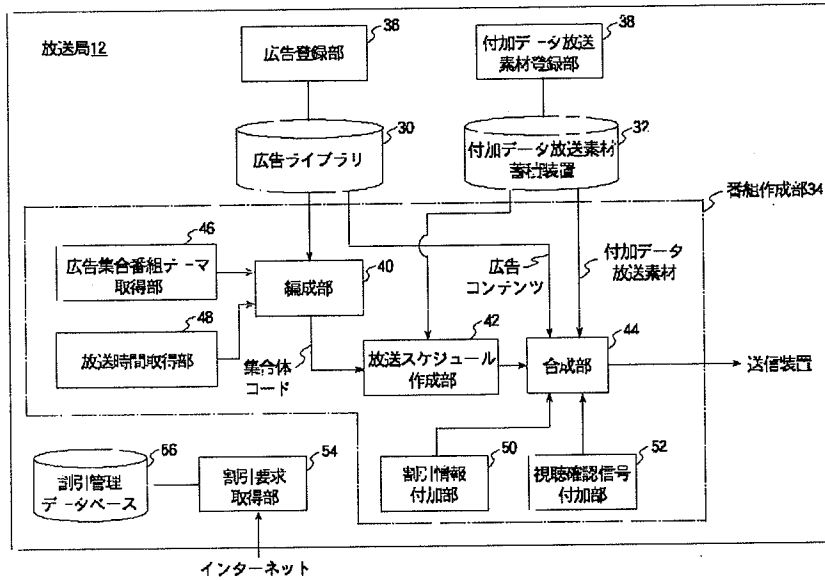 放送局12
36
広告登録部
38
付加データ放送
素材登録部
30
広告ライブラリ
32
付加データ放送素材
蓄積装置
番組作成部34
46
広告集合番組テーマ
取得部
40
編成部
広告
コンテンツ
付加データ
放送素材
48
放送時間取得部
集合体
コード
42
放送スケジュール
作成部
44
合成部
送信装置
56
割引管理
データベース
54
割引要求
取得部
50
割引情報
付加部
52
視聴確認信号
付加部
インターネット